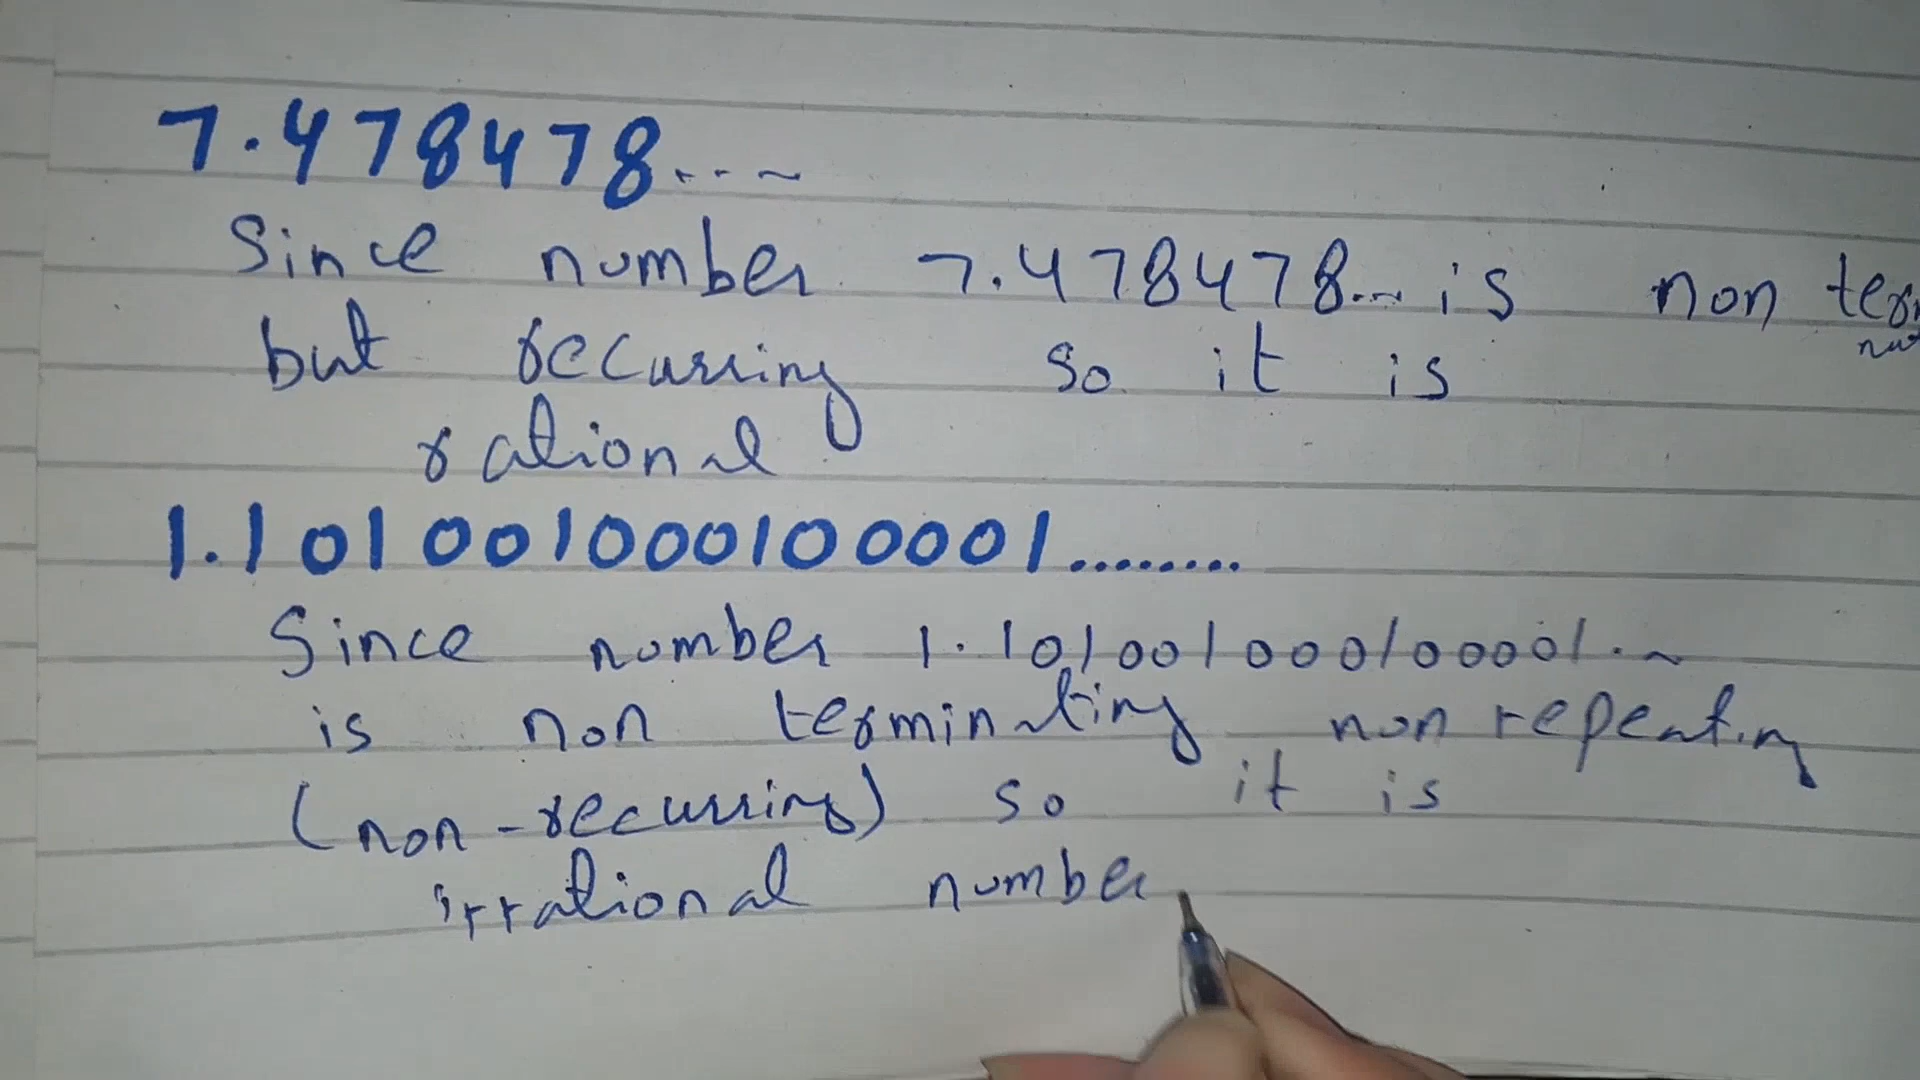 7.478478...
Since number 7.478478... is non
but recurring so it is
rational
1.101001000100001........
Since number 1.101001000100001...
is non terminating non repeating
(non-recurring) so it is
irrational number